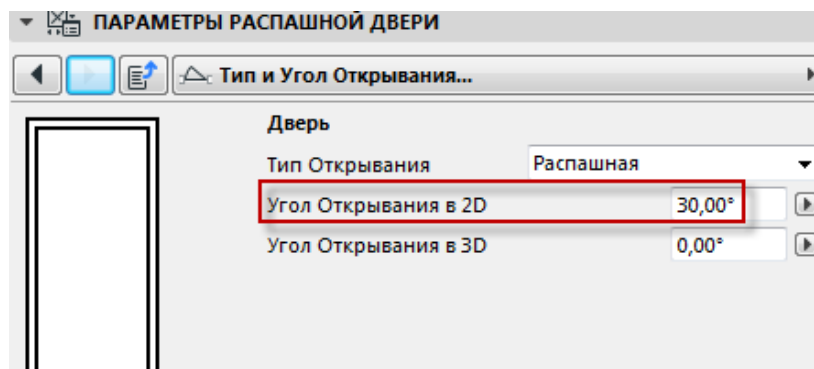 ПАРАМЕТРЫ РАСПАШНОЙ ДВЕРИ
Тип и Угол Открывания...
Дверь
Тип Открывания Распашная
Угол Открывания в 2D 30,00°
Угол Открывания в 3D 0,00°